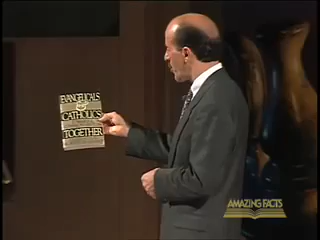 EVANGELICALS
&
CATHOLICS
TOGETHER
AMAZING FACTS